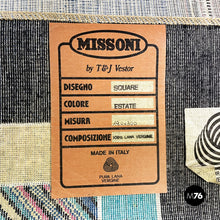 MISSONI
by T&J Vestor
DISEGNO SQUARE
COLORE ESTATE
MISURA
COMPOSIZIONE 100% LANA VERGINE
MADE IN ITALY
PURA LANA
VERGINE
M76